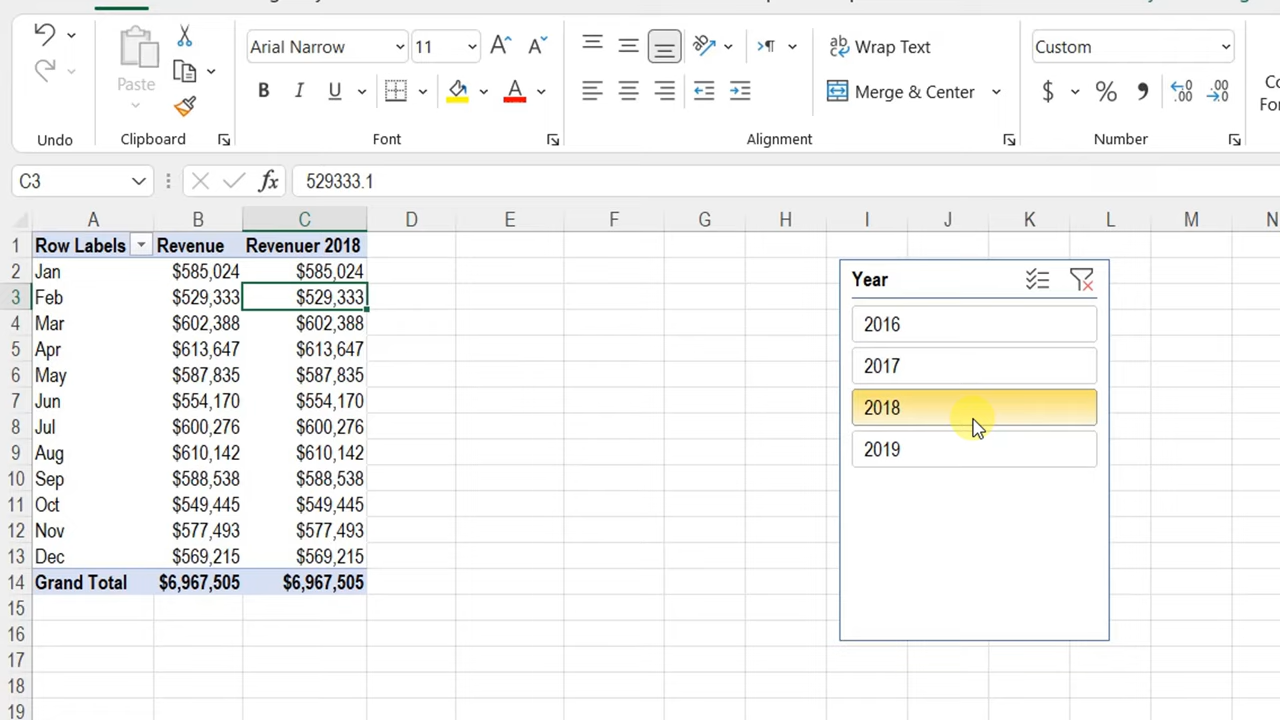 Arial Narrow 11 Wrap Text Custom
Paste B I U Merge & Center $ % 9
Undo Clipboard Font Alignment Number
C3 fx 529333.1
A B C D E F G H I J K L M N
1 Row Labels Revenue Revenuer 2018
2 Jan $585,024 $585,024
3 Feb $529,333 $529,333
4 Mar $602,388 $602,388
5 Apr $613,647 $613,647
6 May $587,835 $587,835
7 Jun $554,170 $554,170
8 Jul $600,276 $600,276
9 Aug $610,142 $610,142
10 Sep $588,538 $588,538
11 Oct $549,445 $549,445
12 Nov $577,493 $577,493
13 Dec $569,215 $569,215
14 Grand Total $6,967,505 $6,967,505
15
16
17
18
19
Year
2016
2017
2018
2019